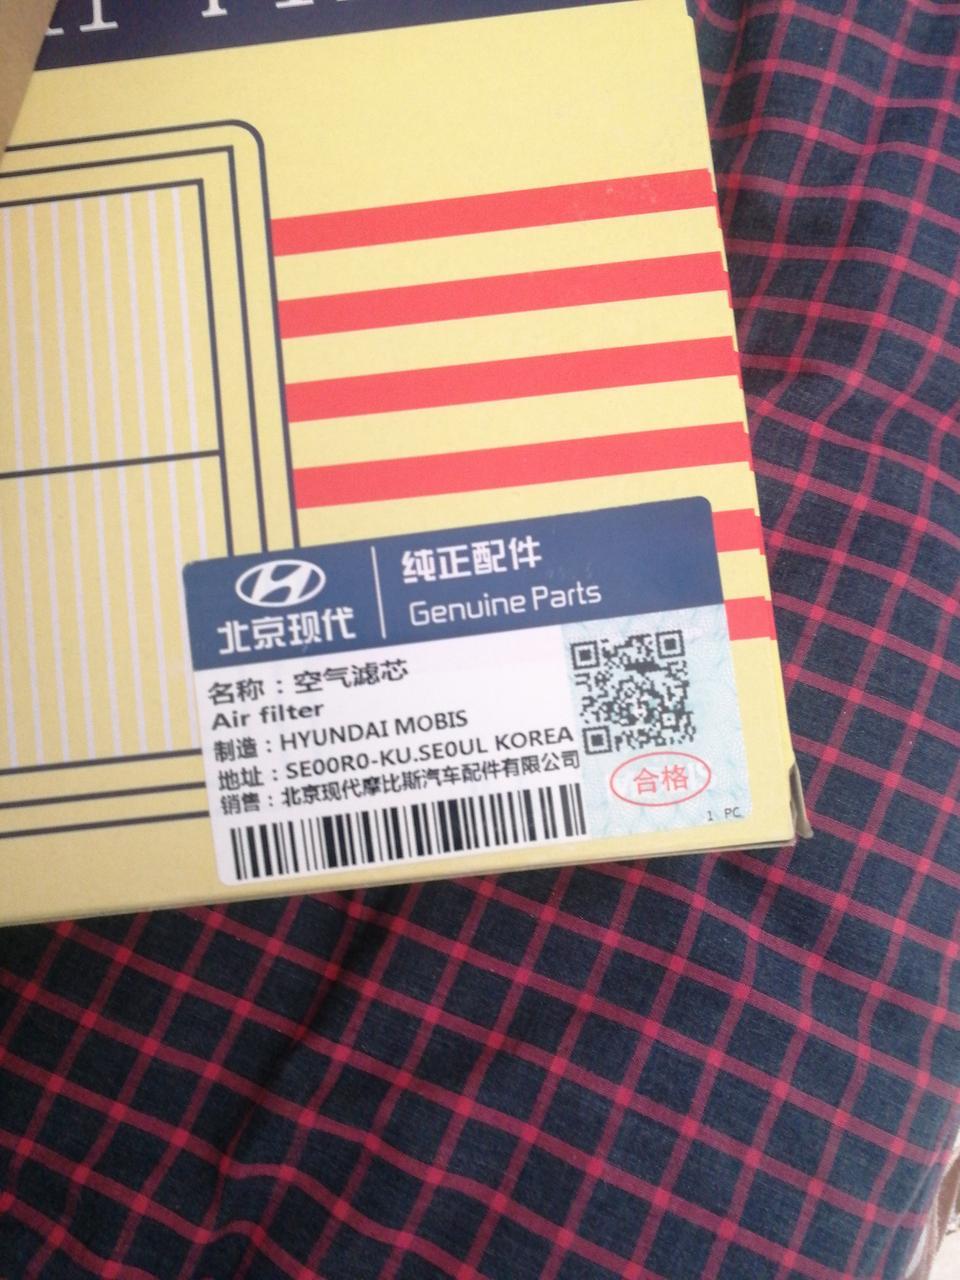 北京现代
纯正配件
Genuine Parts
名称：空气滤芯
Air filter
制造：HYUNDAI MOBIS
地址：SE00R0-KU.SE0UL KOREA
销售：北京现代摩比斯汽车配件有限公司
合格
1 PC